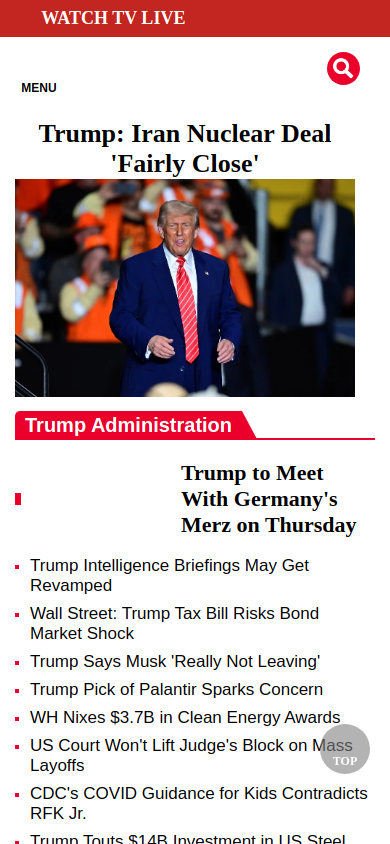 WATCH TV LIVE
MENU
Trump: Iran Nuclear Deal
'Fairly Close'
Trump Administration
Trump to Meet
With Germany's
Merz on Thursday
Trump Intelligence Briefings May Get
Revamped
Wall Street: Trump Tax Bill Risks Bond
Market Shock
Trump Says Musk 'Really Not Leaving'
Trump Pick of Palantir Sparks Concern
WH Nixes $3.7B in Clean Energy Awards
US Court Won't Lift Judge's Block on Mass
Layoffs
TOP
CDC's COVID Guidance for Kids Contradicts
RFK Jr.
Trump Touts $14B Investment in US Steel